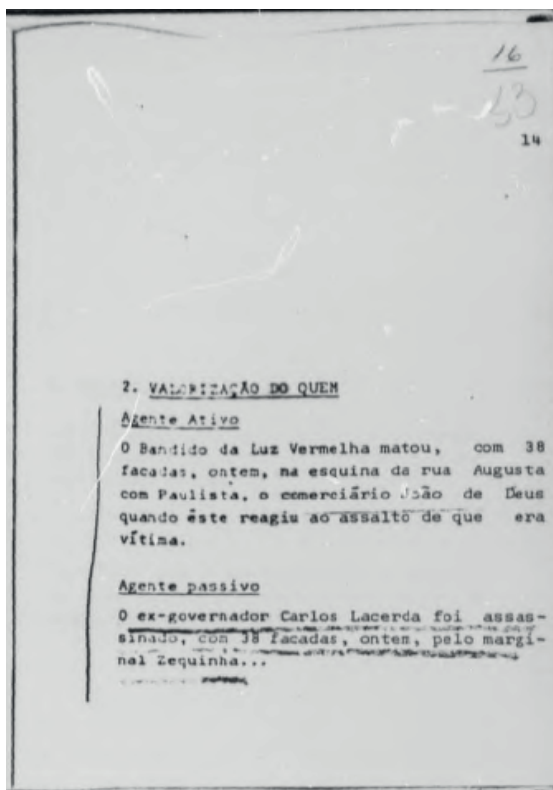 16
53
14
2. VALORIZAÇÃO DO QUEM
Agente Ativo
O Bandido da Luz Vermelha matou, com 38
facadas, ontem, na esquina da rua Augusta
com Paulista, o comerciário João de Deus
quando êste reagiu ao assalto de que era
vítima.
Agente passivo
O ex-governador Carlos Lacerda foi assas-
sinado, com 38 facadas, ontem, pelo margi-
nal Zequinha...